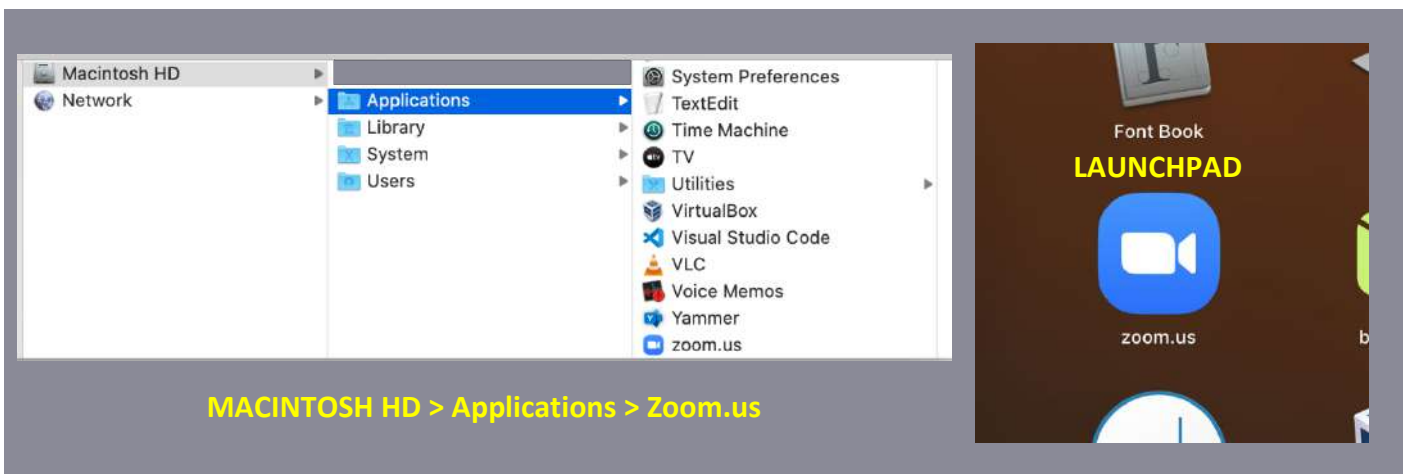 Macintosh HD
Network
Applications
Library
System
Users
System Preferences
TextEdit
Time Machine
TV
Utilities
VirtualBox
Visual Studio Code
VLC
Voice Memos
Yammer
zoom.us
MACINTOSH HD > Applications > Zoom.us
Font Book
LAUNCHPAD
zoom.us
b